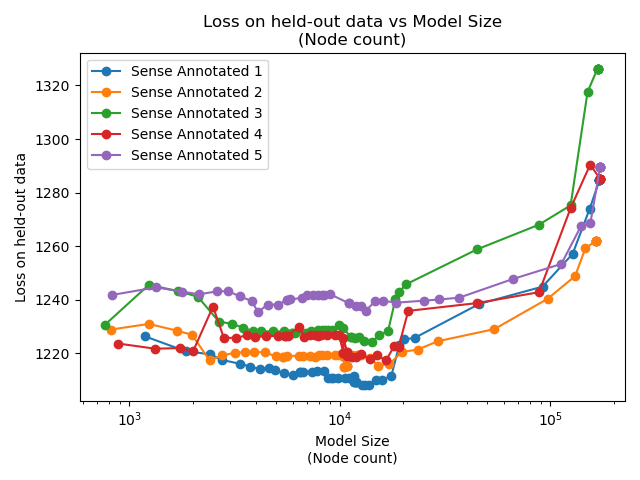 Loss on held-out data vs Model Size
(Node count)
Loss on held-out data
1320
1300
1280
1260
1240
1220
Sense Annotated 1
Sense Annotated 2
Sense Annotated 3
Sense Annotated 4
Sense Annotated 5
10³
10⁴
10⁵
Model Size
(Node count)